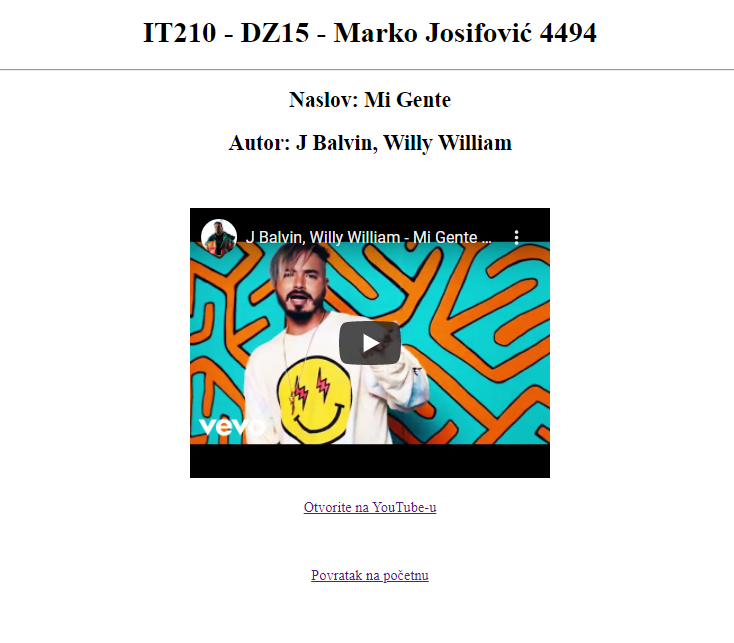 IT210 - DZ15 - Marko Josifović 4494
Naslov: Mi Gente
Autor: J Balvin, Willy William
J Balvin, Willy William - Mi Gente ...
vevo
Otvorite na YouTube-u
Povratak na početnu